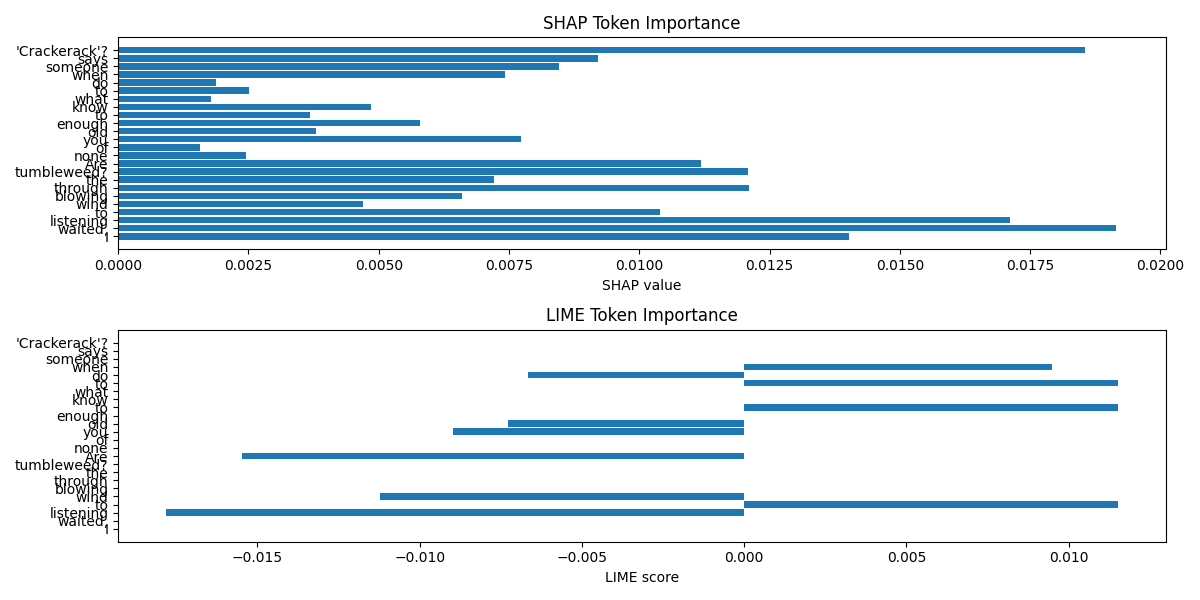 SHAP Token Importance
'Crackerack'?
says
someone
when
do
to
what
know
to
enough
old
you
of
none
Are
tumbleweed?
the
through
blowing
wind
to
listening
waited,
I
0.0000 0.0025 0.0050 0.0075 0.0100 0.0125 0.0150 0.0175 0.0200
SHAP value
LIME Token Importance
'Crackerack'?
says
someone
when
do
to
what
know
to
enough
old
you
of
none
Are
tumbleweed?
the
through
blowing
wind
to
listening
waited,
I
−0.015 −0.010 −0.005 0.000 0.005 0.010
LIME score